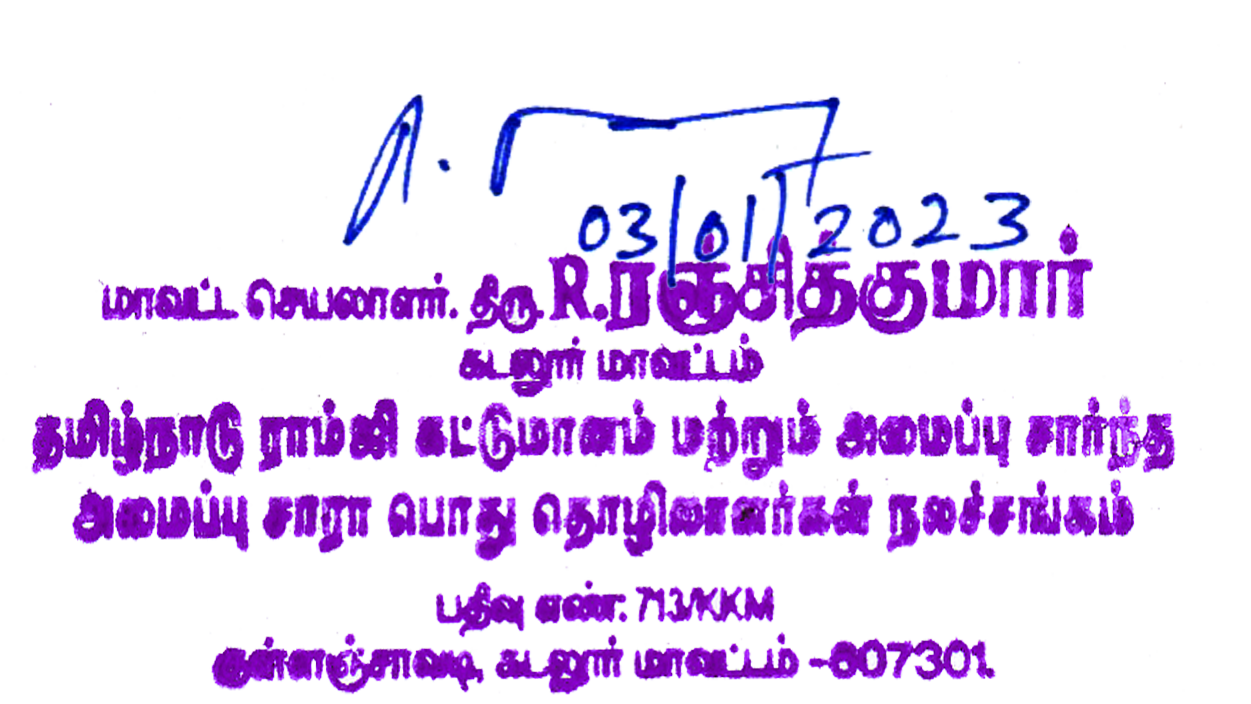 03/01/2023
மாவட்ட செயலாளர். திரு. R.ரஞ்சித்குமார்
கடலூர் மாவட்டம்
தமிழ்நாடு ராம்ஜி கட்டுமானம் மற்றும் அமைப்பு சார்ந்த
அமைப்பு சாரா பொது தொழிலாளர்கள் நலச்சங்கம்
பதிவு எண்: 713/KKM
குள்ளஞ்சாவடி, கடலூர் மாவட்டம் -607301.